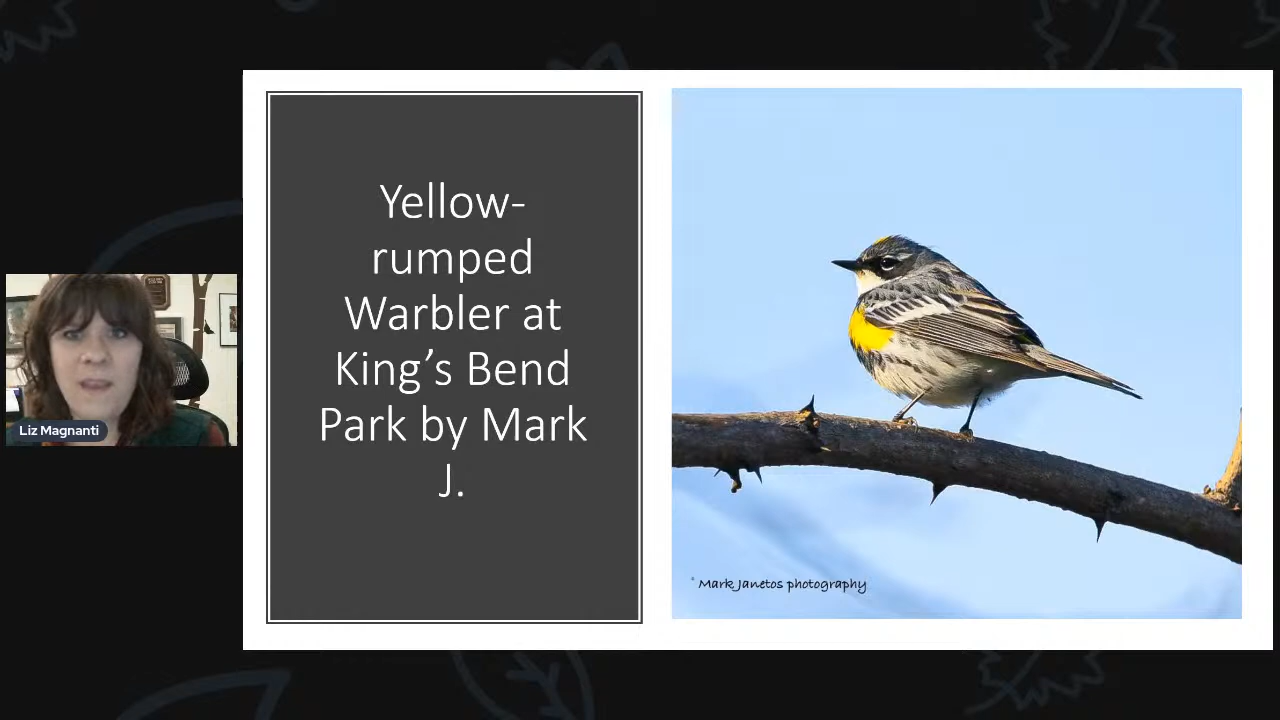 Yellow-
rumped
Warbler at
King's Bend
Park by Mark
J.
Mark Janetos photography
Liz Magnanti